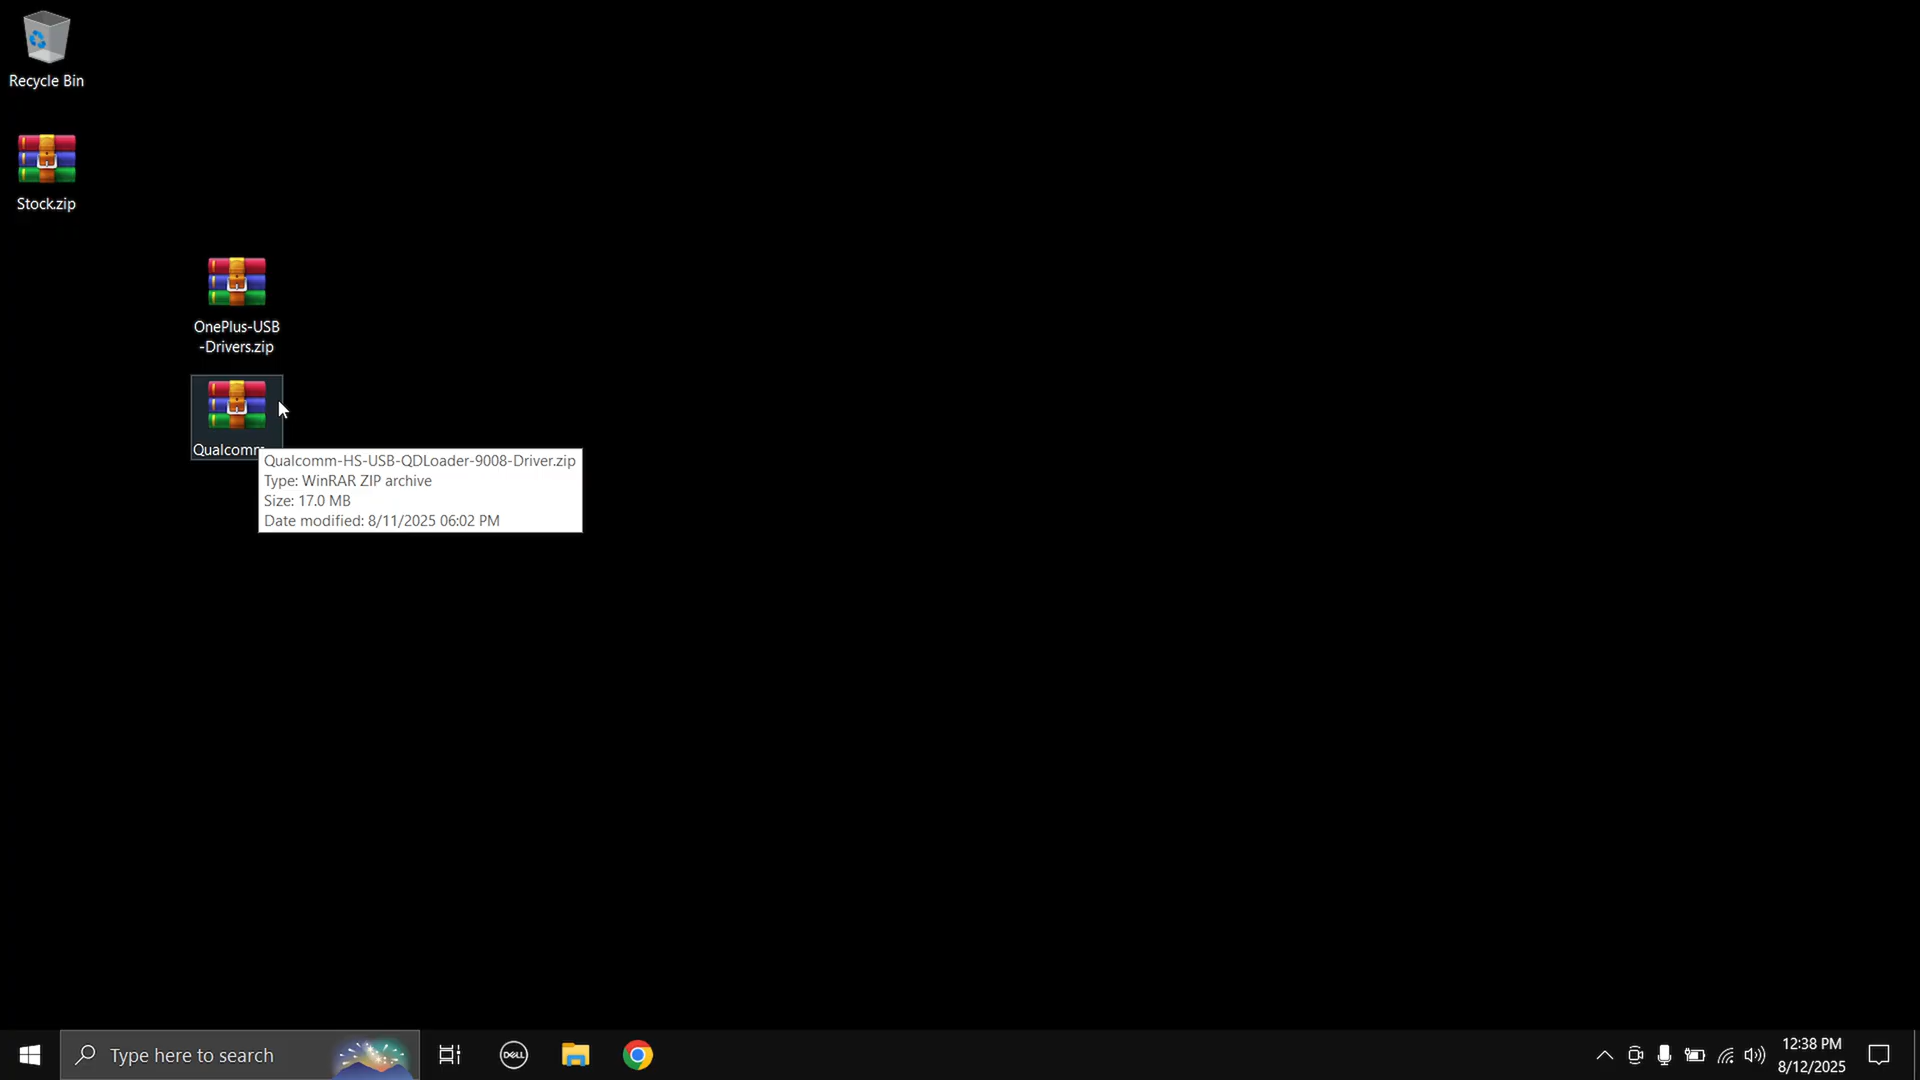 Recycle Bin
Stock.zip
OnePlus-USB
-Drivers.zip
Qualcomm
Qualcomm-HS-USB-QDLoader-9008-Driver.zip
Type: WinRAR ZIP archive
Size: 17.0 MB
Date modified: 8/11/2025 06:02 PM
Type here to search
DELL
12:38 PM
8/12/2025